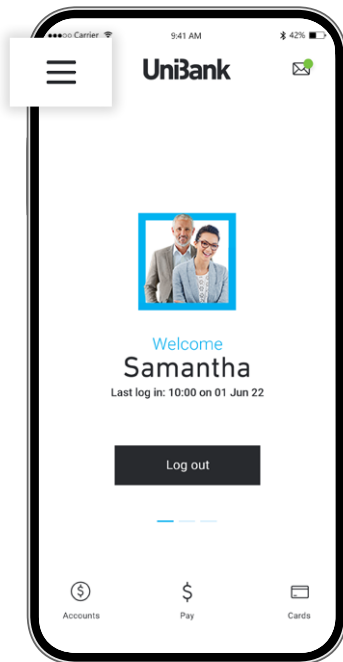 Carrier 9:41 AM 42%
UniBank
Welcome
Samantha
Last log in: 10:00 on 01 Jun 22
Log out
Accounts Pay Cards